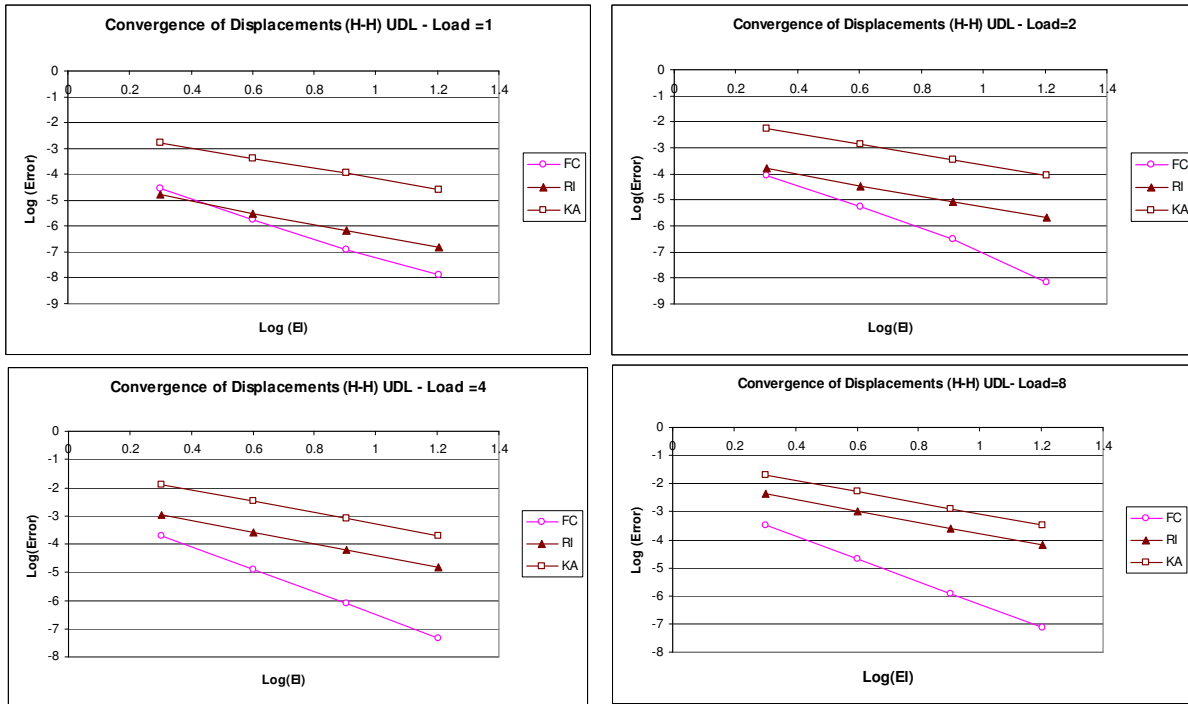 Convergence of Displacements (H-H) UDL - Load =1
0
-1
-2
-3
-4
-5
-6
-7
-8
-9
0 0.2 0.4 0.6 0.8 1 1.2 1.4
Log (Error)
Log (EI)
FC
RI
KA
Convergence of Displacements (H-H) UDL - Load=2
0
-1
-2
-3
-4
-5
-6
-7
-8
-9
0 0.2 0.4 0.6 0.8 1 1.2 1.4
Log(Error)
Log(EI)
FC
RI
KA
Convergence of Displacements (H-H) UDL - Load =4
0
-1
-2
-3
-4
-5
-6
-7
-8
0 0.2 0.4 0.6 0.8 1 1.2 1.4
Log(Error)
Log(EI)
FC
RI
KA
Convergence of Displacements (H-H) UDL- Load=8
0
-1
-2
-3
-4
-5
-6
-7
-8
0 0.2 0.4 0.6 0.8 1 1.2 1.4
Log(Error)
Log(EI)
FC
RI
KA